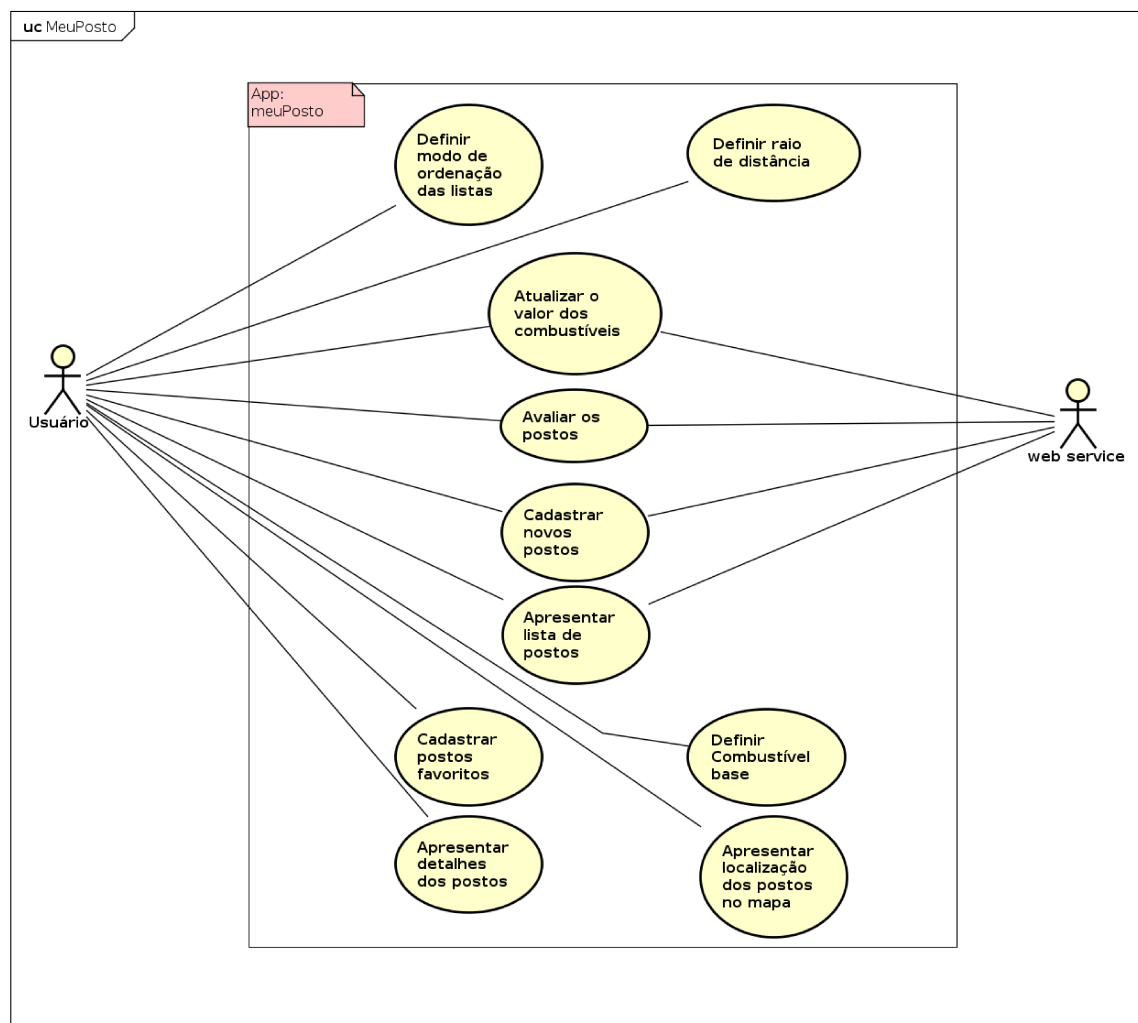 uc MeuPosto
App:
meuPosto
Definir
modo de
ordenação
das listas
Definir raio
de distância
Atualizar o
valor dos
combustíveis
Usuário
Avaliar os
postos
web service
Cadastrar
novos
postos
Apresentar
lista de
postos
Cadastrar
postos
favoritos
Definir
Combustível
base
Apresentar
detalhes
dos postos
Apresentar
localização
dos postos
no mapa